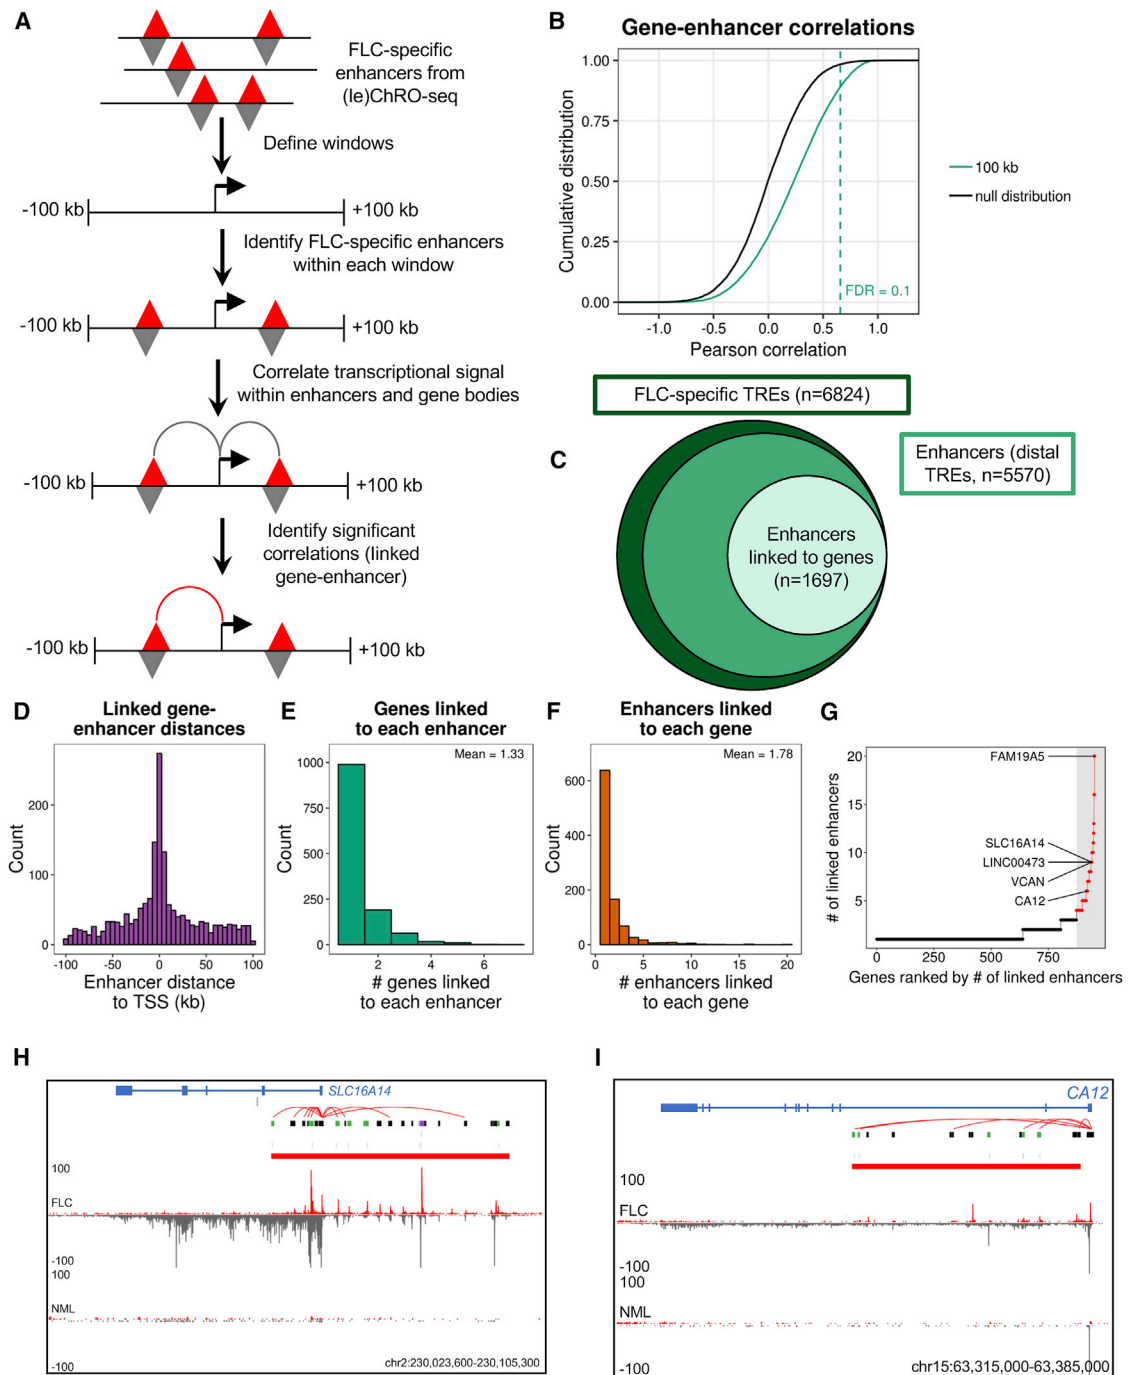 A
FLC-specific
enhancers from
(le)ChRO-seq
Define windows
-100 kb
+100 kb
Identify FLC-specific enhancers
within each window
-100 kb
+100 kb
Correlate transcriptional signal
within enhancers and gene bodies
-100 kb
+100 kb
Identify significant
correlations (linked
gene-enhancer)
-100 kb
+100 kb
B
Gene-enhancer correlations
Cumulative distribution
1.00
0.75
0.50
0.25
0.00
FDR = 0.1
-1.0
-0.5
0.0
0.5
1.0
Pearson correlation
100 kb
null distribution
C
FLC-specific TREs (n=6824)
Enhancers (distal
TREs, n=5570)
Enhancers
linked to genes
(n=1697)
D
Linked gene-
enhancer distances
Count
200
100
0
-100
-50
0
50
100
Enhancer distance
to TSS (kb)
E
Genes linked
to each enhancer
Mean = 1.33
Count
1000
750
500
250
0
2
4
6
# genes linked
to each enhancer
F
Enhancers linked
to each gene
Mean = 1.78
Count
600
400
200
0
0
5
10
15
20
# enhancers linked
to each gene
G
# of linked enhancers
20
15
10
5
FAM19A5
SLC16A14
LINC00473
VCAN
CA12
0
250
500
750
Genes ranked by # of linked enhancers
H
SLC16A14
100
FLC
-100
100
NML
-100
chr2:230,023,600-230,105,300
I
CA12
100
FLC
-100
100
NML
-100
chr15:63,315,000-63,385,000